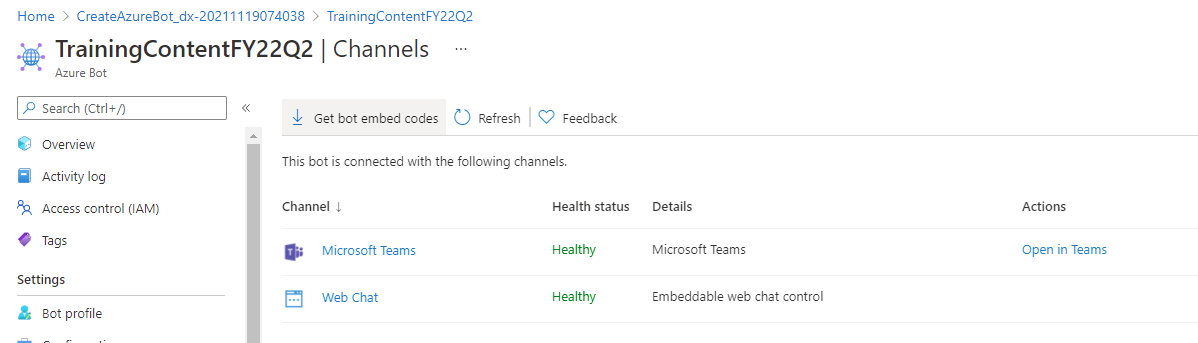 Home > CreateAzureBot_dx-20211119074038 > TrainingContentFY22Q2
TrainingContentFY22Q2 | Channels ...
Azure Bot
Search (Ctrl+/) «
Get bot embed codes Refresh Feedback
Overview
This bot is connected with the following channels.
Activity log
Channel ↓ Health status Details Actions
Access control (IAM)
Tags
Microsoft Teams Healthy Microsoft Teams Open in Teams
Settings
Web Chat Healthy Embeddable web chat control
Bot profile